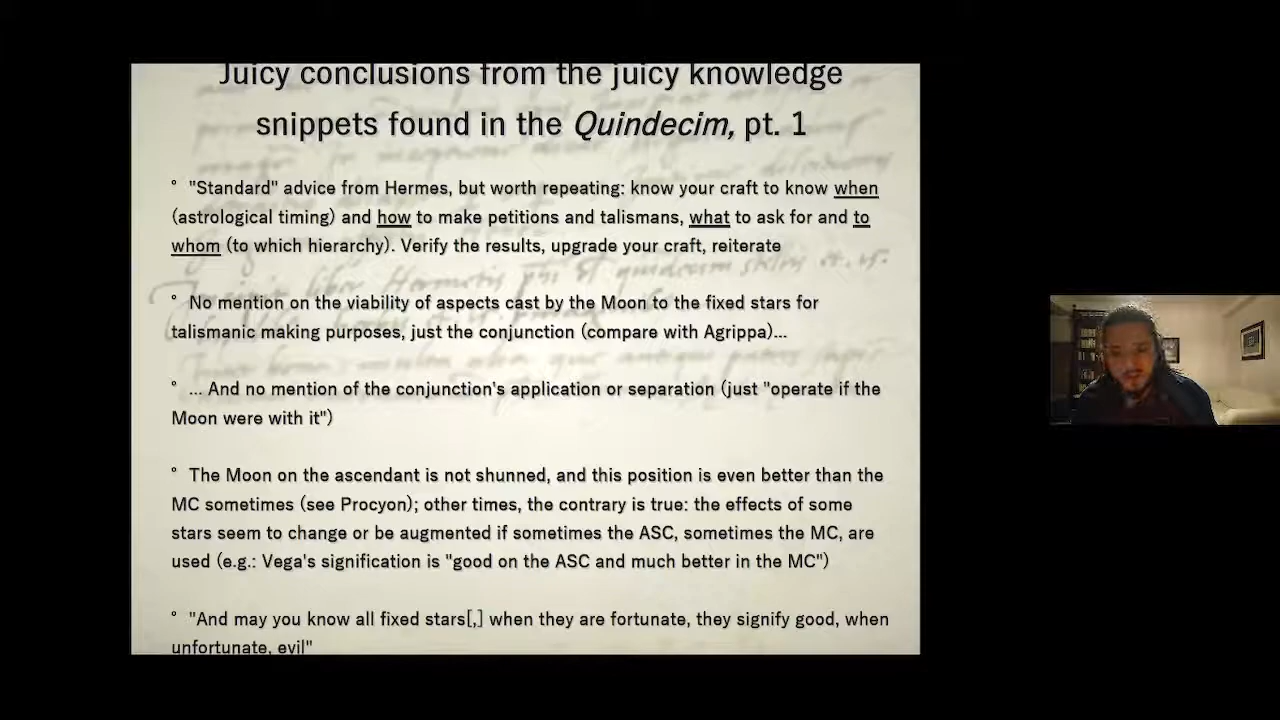 Juicy conclusions from the juicy knowledge
snippets found in the Quindecim, pt. 1
° "Standard" advice from Hermes, but worth repeating: know your craft to know when
(astrological timing) and how to make petitions and talismans, what to ask for and to
whom (to which hierarchy). Verify the results, upgrade your craft, reiterate
° No mention on the viability of aspects cast by the Moon to the fixed stars for
talismanic making purposes, just the conjunction (compare with Agrippa)...
° ... And no mention of the conjunction's application or separation (just "operate if the
Moon were with it")
° The Moon on the ascendant is not shunned, and this position is even better than the
MC sometimes (see Procyon); other times, the contrary is true: the effects of some
stars seem to change or be augmented if sometimes the ASC, sometimes the MC, are
used (e.g.: Vega's signification is "good on the ASC and much better in the MC")
° "And may you know all fixed stars[,] when they are fortunate, they signify good, when
unfortunate, evil"